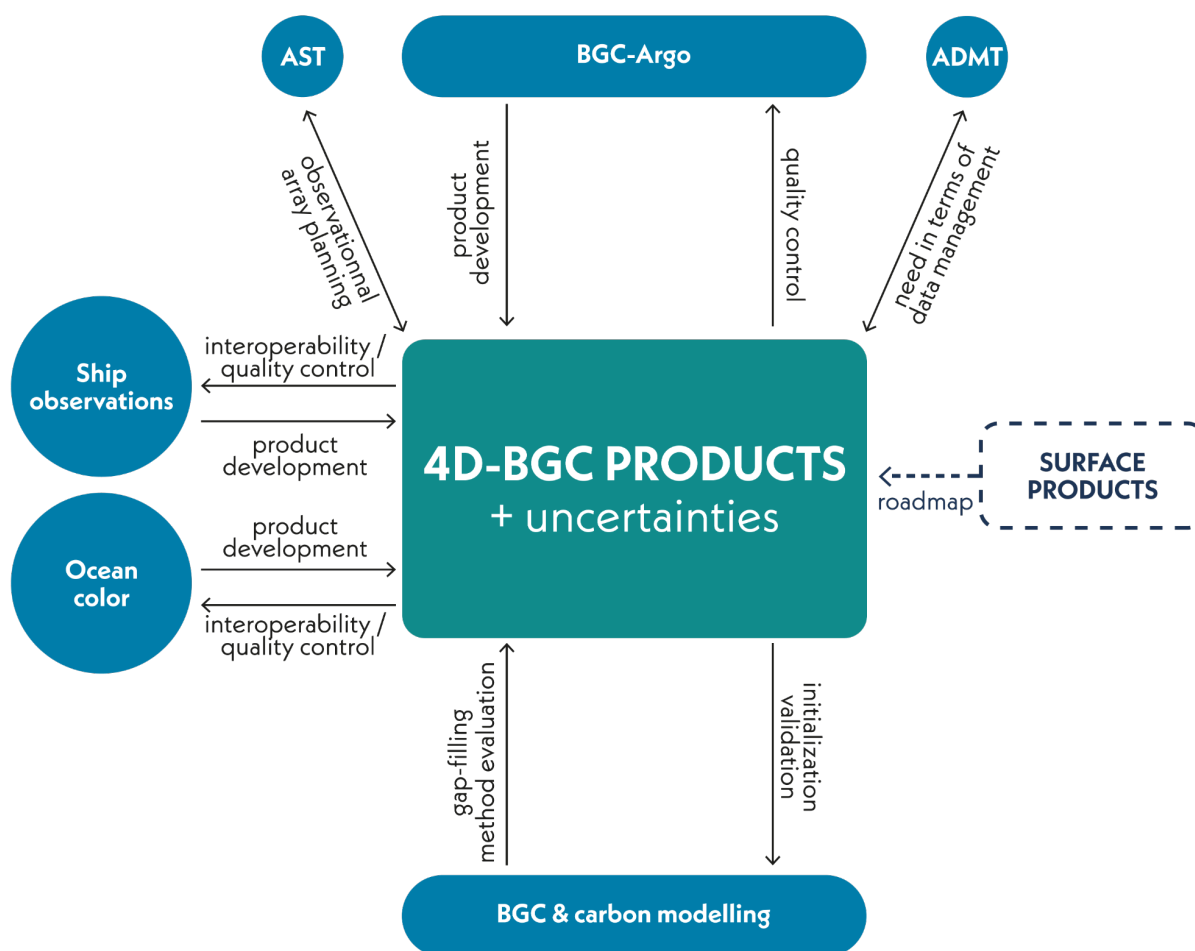 AST
BGC-Argo
ADMT
observationnal
array planning
product
development
quality control
need in terms of
data management
interoperability /
quality control
Ship
observations
product
development
4D-BGC PRODUCTS
+ uncertainties
SURFACE
PRODUCTS
roadmap
product
development
Ocean
color
interoperability /
quality control
gap-filling
method evaluation
initialization
validation
BGC & carbon modelling